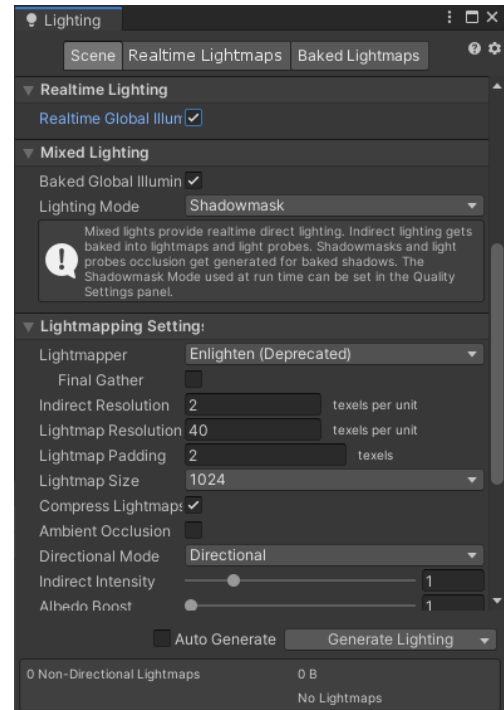 Lighting
Scene Realtime Lightmaps Baked Lightmaps
Realtime Lighting
Realtime Global Illum
Mixed Lighting
Baked Global Illumin
Lighting Mode Shadowmask
Mixed lights provide realtime direct lighting. Indirect lighting gets
baked into lightmaps and light probes. Shadowmasks and light
probes occlusion get generated for baked shadows. The
Shadowmask Mode used at run time can be set in the Quality
Settings panel.
Lightmapping Setting
Lightmapper Enlighten (Deprecated)
Final Gather
Indirect Resolution 2 texels per unit
Lightmap Resolution 40 texels per unit
Lightmap Padding 2 texels
Lightmap Size 1024
Compress Lightmaps
Ambient Occlusion
Directional Mode Directional
Indirect Intensity 1
Albedo Boost 1
Auto Generate Generate Lighting
0 Non-Directional Lightmaps 0 B
No Lightmaps